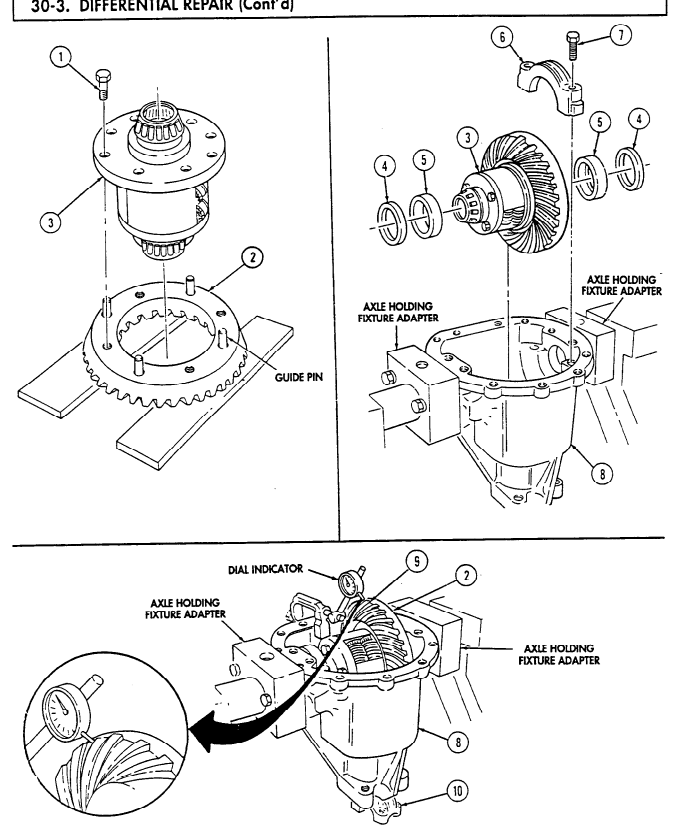 30-3. DIFFERENTIAL REPAIR (Cont'd)
1
3
2
GUIDE PIN
6
7
3
5
4
4
5
AXLE HOLDING
FIXTURE ADAPTER
AXLE HOLDING
FIXTURE ADAPTER
8
DIAL INDICATOR
9
2
AXLE HOLDING
FIXTURE ADAPTER
AXLE HOLDING
FIXTURE ADAPTER
8
10